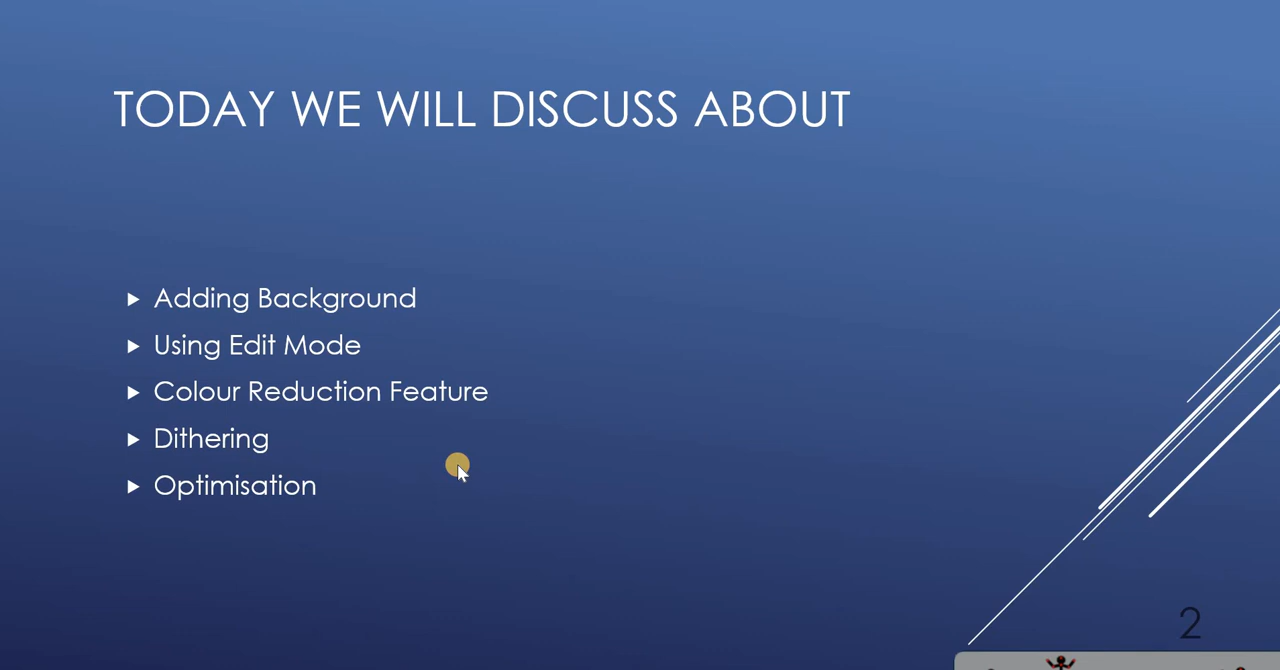 TODAY WE WILL DISCUSS ABOUT
Adding Background
Using Edit Mode
Colour Reduction Feature
Dithering
Optimisation
2